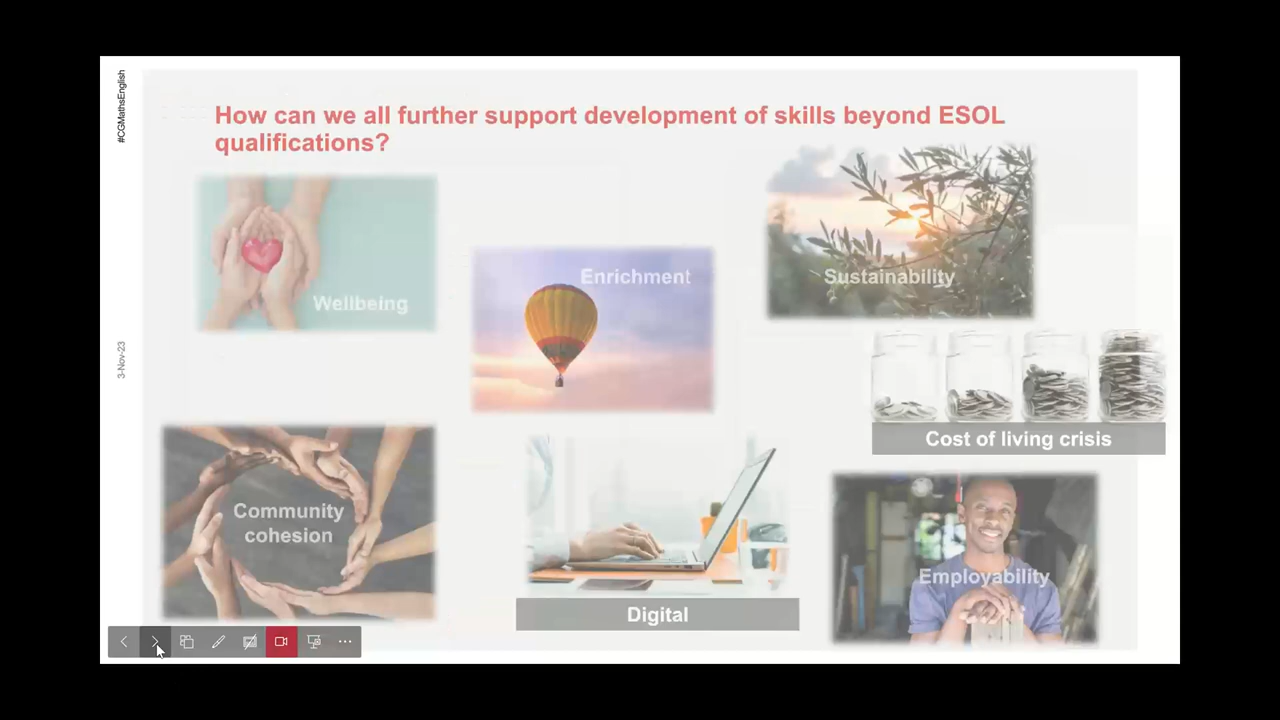 #CGMathsEnglish
3-Nov-23
How can we all further support development of skills beyond ESOL
qualifications?
Wellbeing
Enrichment
Sustainability
Cost of living crisis
Community
cohesion
Digital
Employability